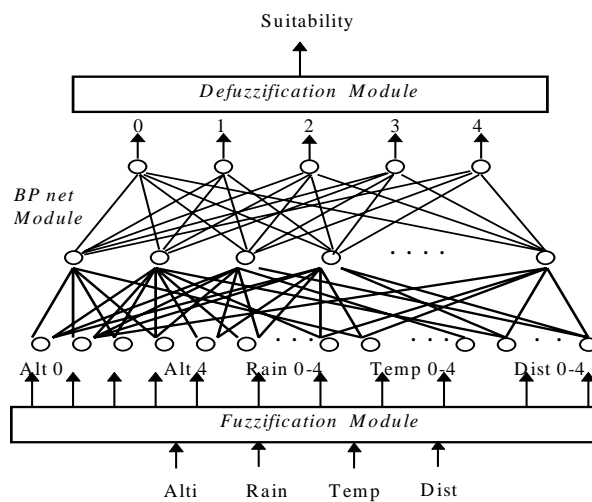 Suitability
Defuzzification Module
0 1 2 3 4
BP net
Module
. . . .
. . . . . . . . .
Alt 0 Alt 4 Rain 0-4 Temp 0-4 Dist 0-4
Fuzzification Module
Alti Rain Temp Dist